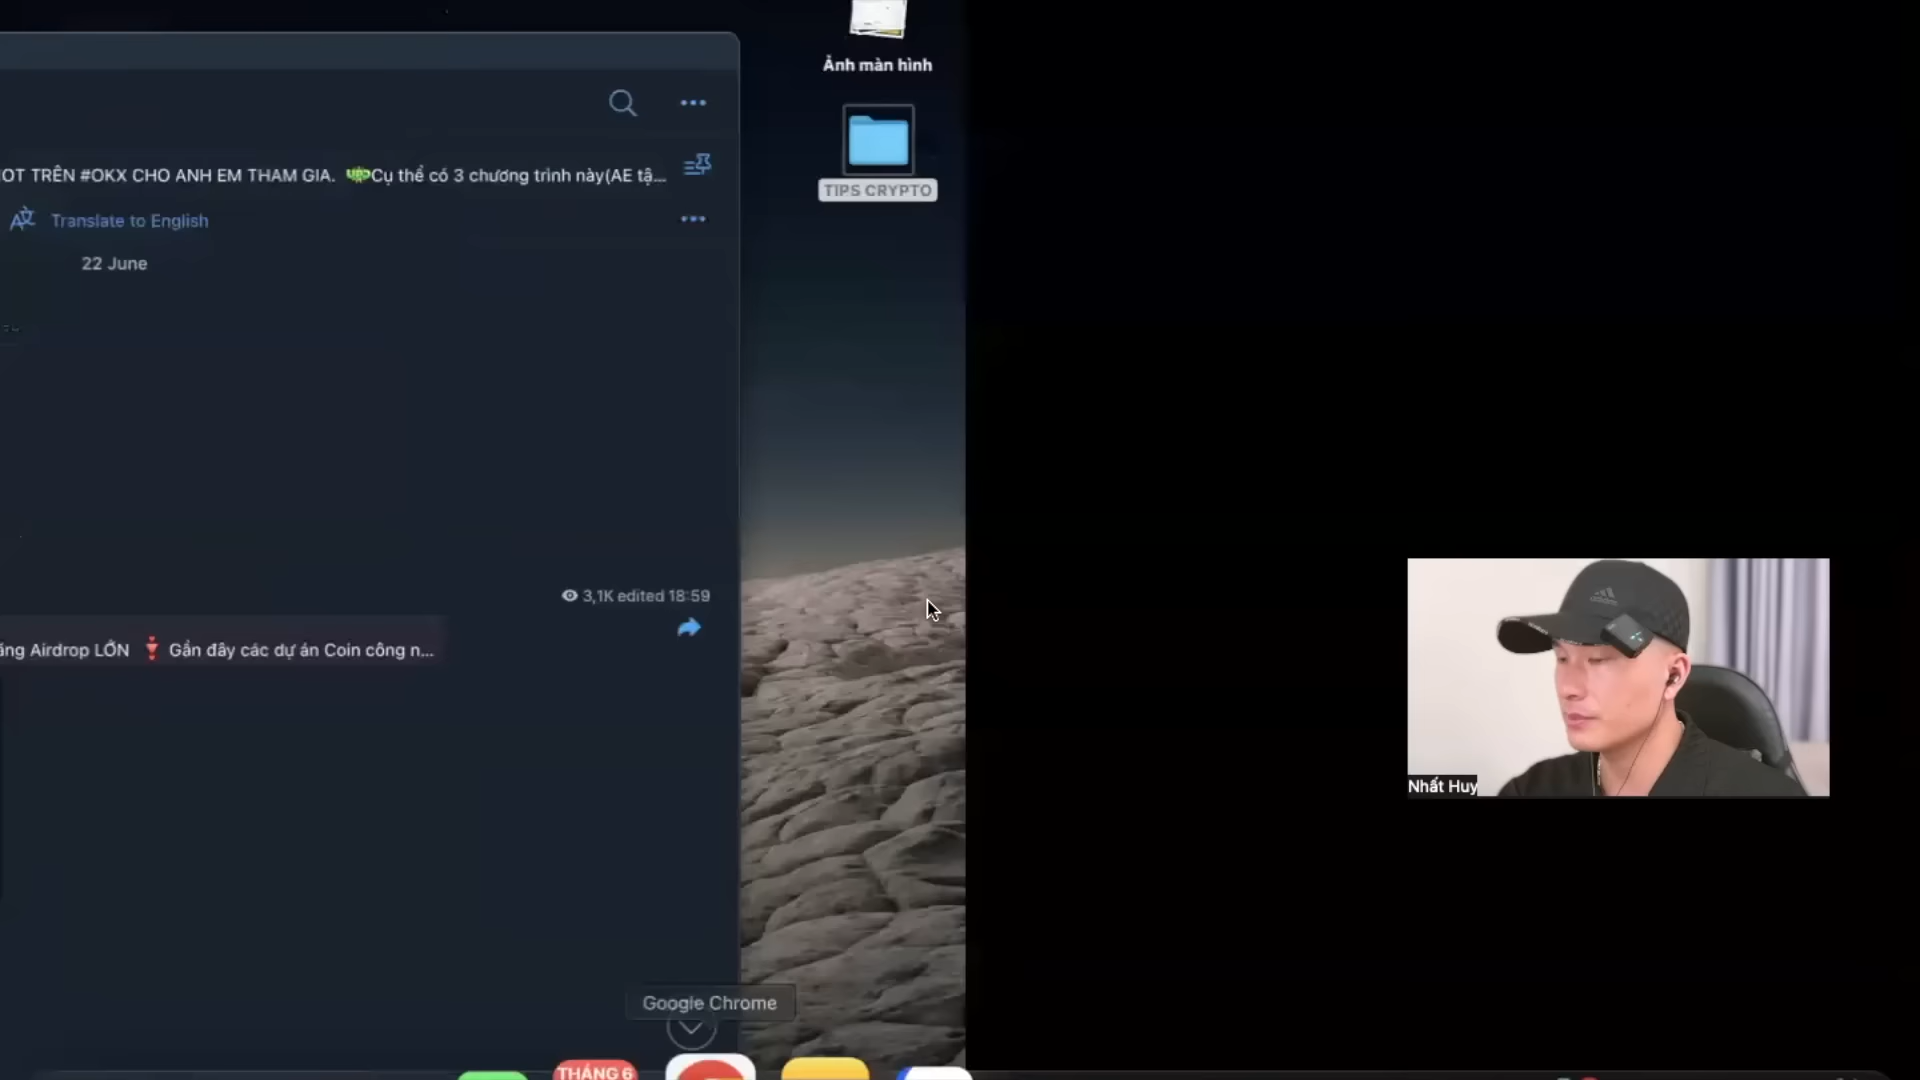 Ảnh màn hình
OT TRÊN #OKX CHO ANH EM THAM GIA. Cụ thể có 3 chương trình này(AE tậ...
TIPS CRYPTO
Translate to English
22 June
3,1K edited 18:59
ăng Airdrop LỚN Gần đây các dự án Coin công n...
Nhất Huy
Google Chrome
THÁNG 6